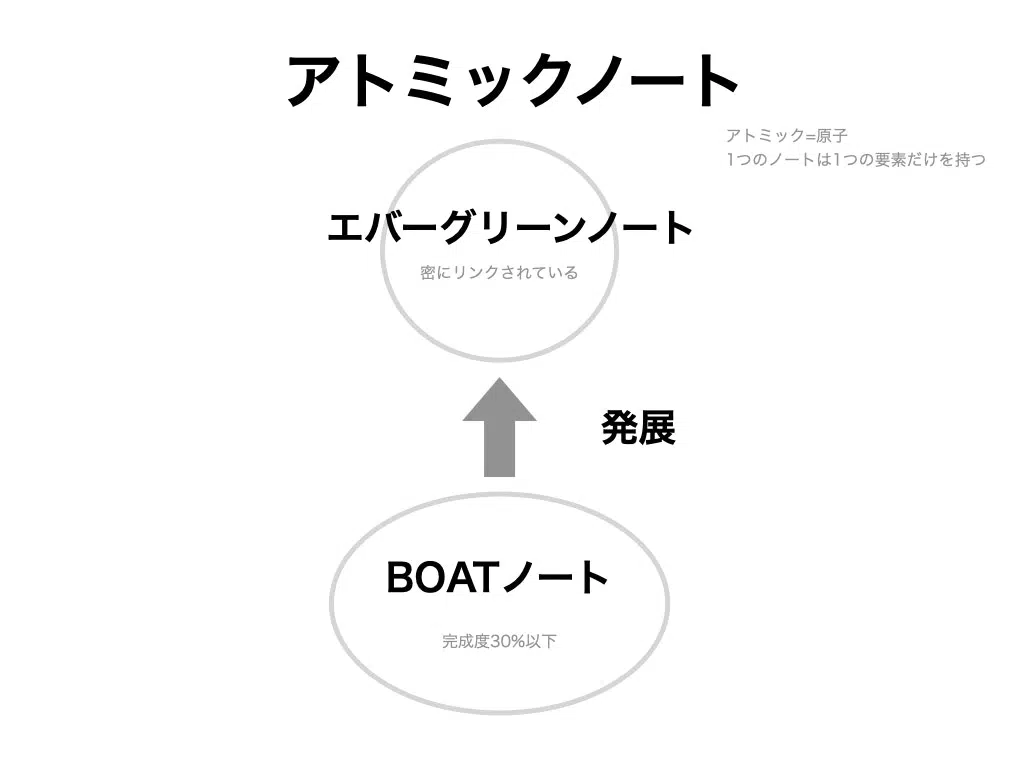 アトミックノート
アトミック=原子
1つのノートは1つの要素だけを持つ
エバーグリーンノート
密にリンクされている
発展
BOATノート
完成度30%以下